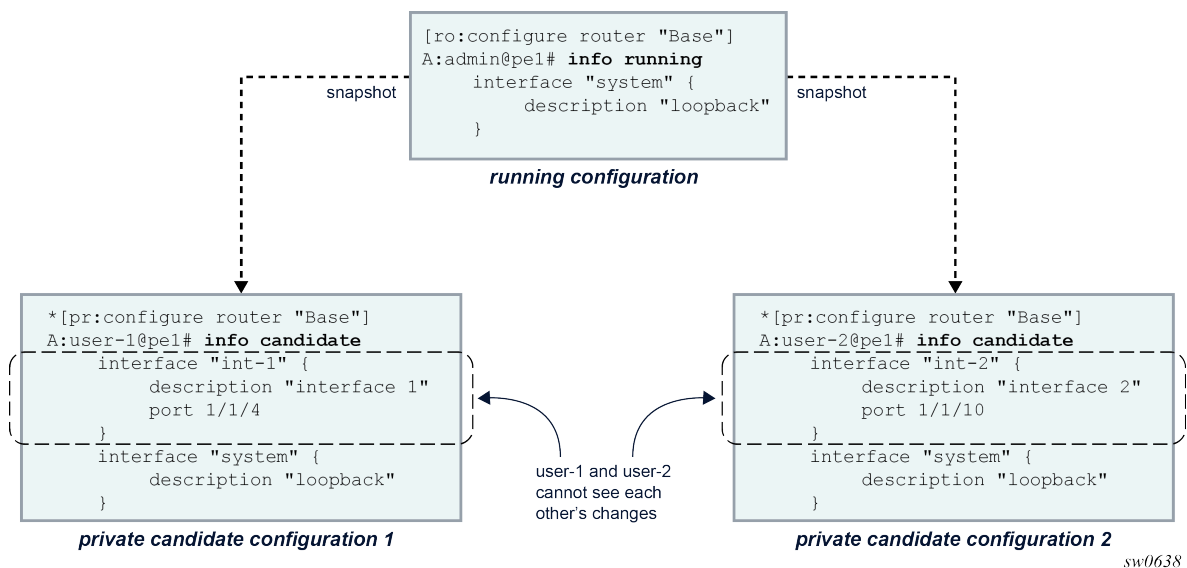 [ro:configure router "Base"]
A:admin@pe1# info running
interface "system" {
description "loopback"
}
snapshot
snapshot
running configuration
*[pr:configure router "Base"]
A:user-1@pe1# info candidate
interface "int-1" {
description "interface 1"
port 1/1/4
}
interface "system" {
description "loopback"
}
private candidate configuration 1
user-1 and user-2
cannot see each
other's changes
*[pr:configure router "Base"]
A:user-2@pe1# info candidate
interface "int-2" {
description "interface 2"
port 1/1/10
}
interface "system" {
description "loopback"
}
private candidate configuration 2
sw0638